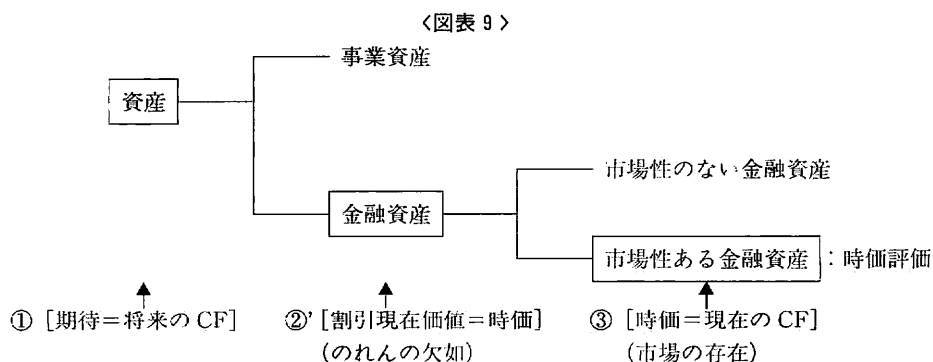 〈図表9〉
事業資産
資産
市場性のない金融資産
金融資産
市場性ある金融資産：時価評価
① [期待＝将来のCF] ②' [割引現在価値＝時価] ③ [時価＝現在のCF]
(のれんの欠如) (市場の存在)